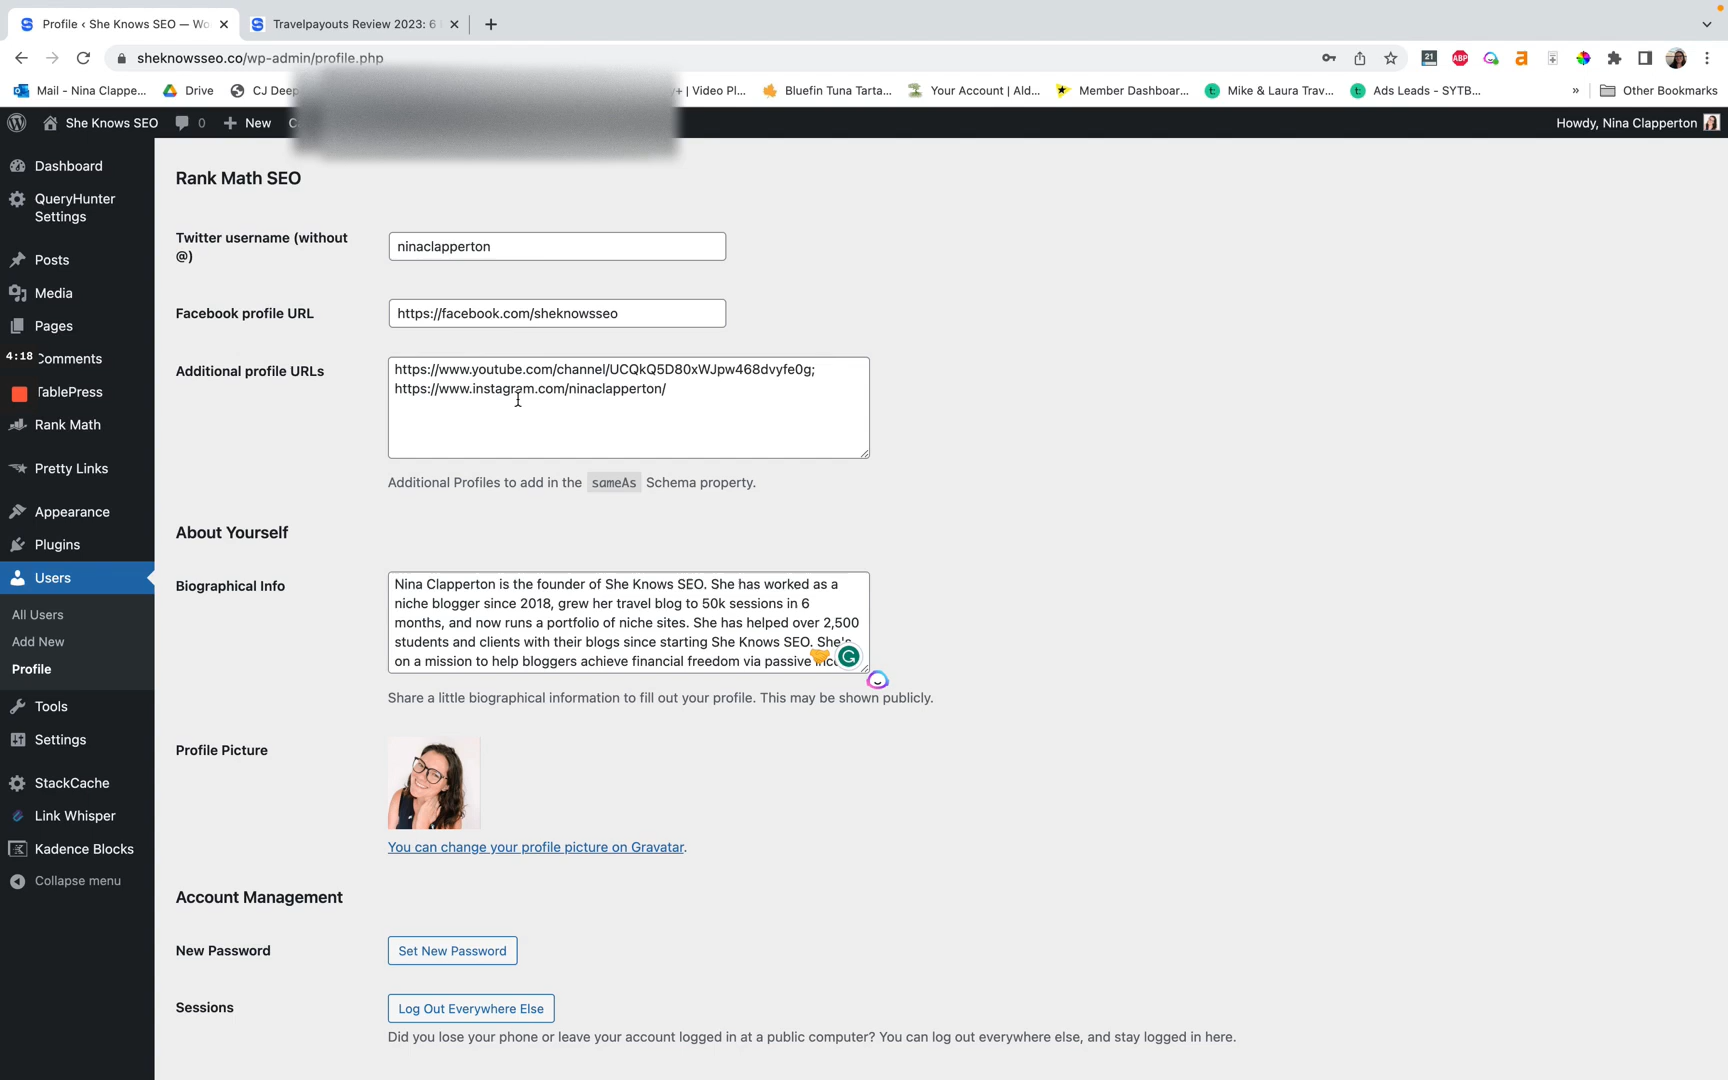 Profile ‹ She Knows SEO — Wo
Travelpayouts Review 2023: 6
sheknowsseo.co/wp-admin/profile.php
21
ABP
Mail - Nina Clappe...
Drive
CJ Deep
y+ | Video Pl...
Bluefin Tuna Tarta...
Your Account | Ald...
Member Dashboar...
Mike & Laura Trav...
Ads Leads - SYTB...
»
Other Bookmarks
She Knows SEO
0
New
Howdy, Nina Clapperton
Dashboard
QueryHunter
Settings
Posts
Media
Pages
4:18
Comments
TablePress
Rank Math
Pretty Links
Appearance
Plugins
Users
All Users
Add New
Profile
Tools
Settings
StackCache
Link Whisper
Kadence Blocks
Collapse menu
Rank Math SEO
Twitter username (without
@)
ninaclapperton
Facebook profile URL
https://facebook.com/sheknowsseo
Additional profile URLs
https://www.youtube.com/channel/UCQkQ5D80xWJpw468dvyfe0g;
https://www.instagram.com/ninaclapperton/
Additional Profiles to add in the sameAs Schema property.
About Yourself
Biographical Info
Nina Clapperton is the founder of She Knows SEO. She has worked as a
niche blogger since 2018, grew her travel blog to 50k sessions in 6
months, and now runs a portfolio of niche sites. She has helped over 2,500
students and clients with their blogs since starting She Knows SEO. She's
on a mission to help bloggers achieve financial freedom via passive inc
Share a little biographical information to fill out your profile. This may be shown publicly.
Profile Picture
You can change your profile picture on Gravatar.
Account Management
New Password
Set New Password
Sessions
Log Out Everywhere Else
Did you lose your phone or leave your account logged in at a public computer? You can log out everywhere else, and stay logged in here.